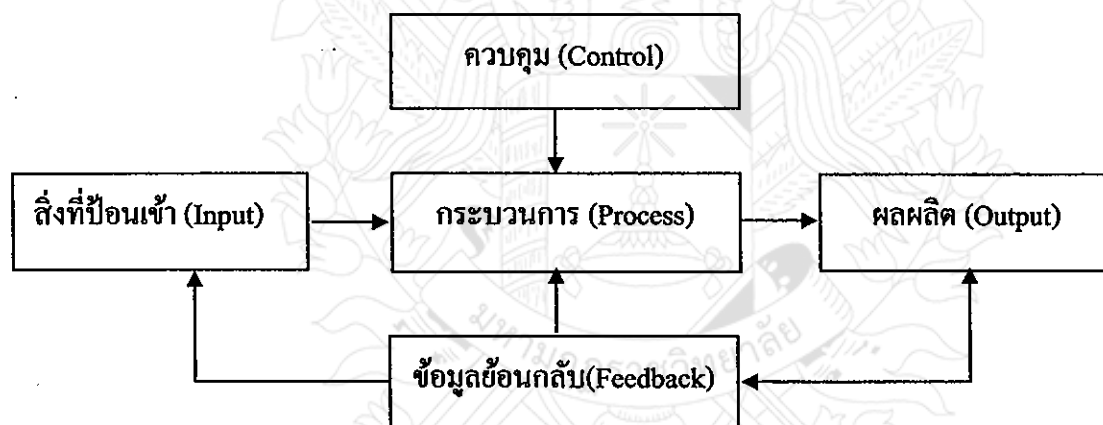 ควบคุม (Control)
สิ่งที่ป้อนเข้า (Input)
กระบวนการ (Process)
ผลผลิต (Output)
ข้อมูลย้อนกลับ(Feedback)